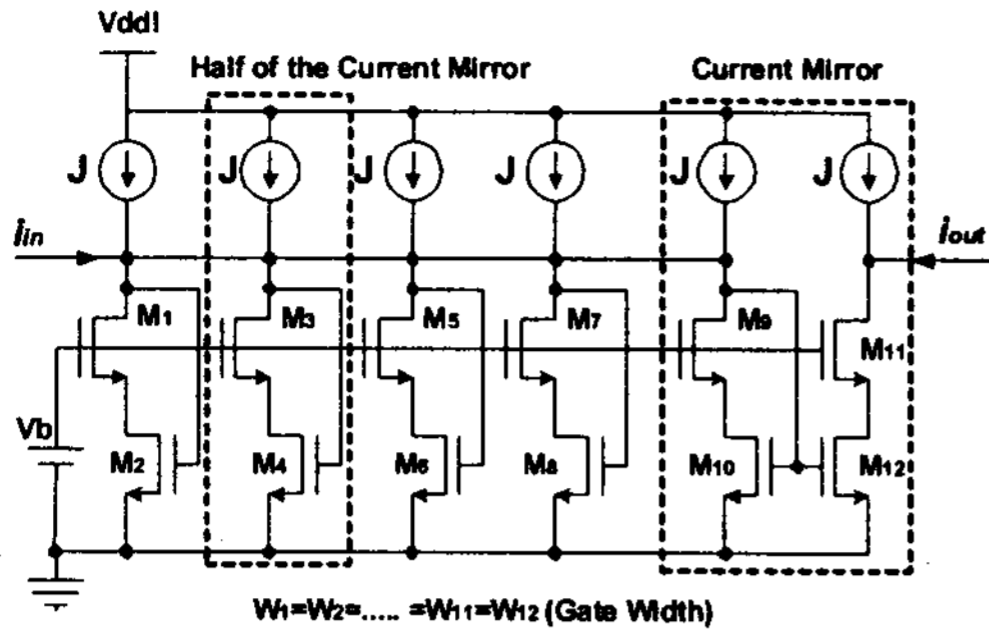 Vdd!
Half of the Current Mirror
Current Mirror
J J J J J J
iin
iout
M1 M3 M5 M7 M9 M11
Vb
M2 M4 M6 M8 M10 M12
W1=W2=..... =W11=W12 (Gate Width)